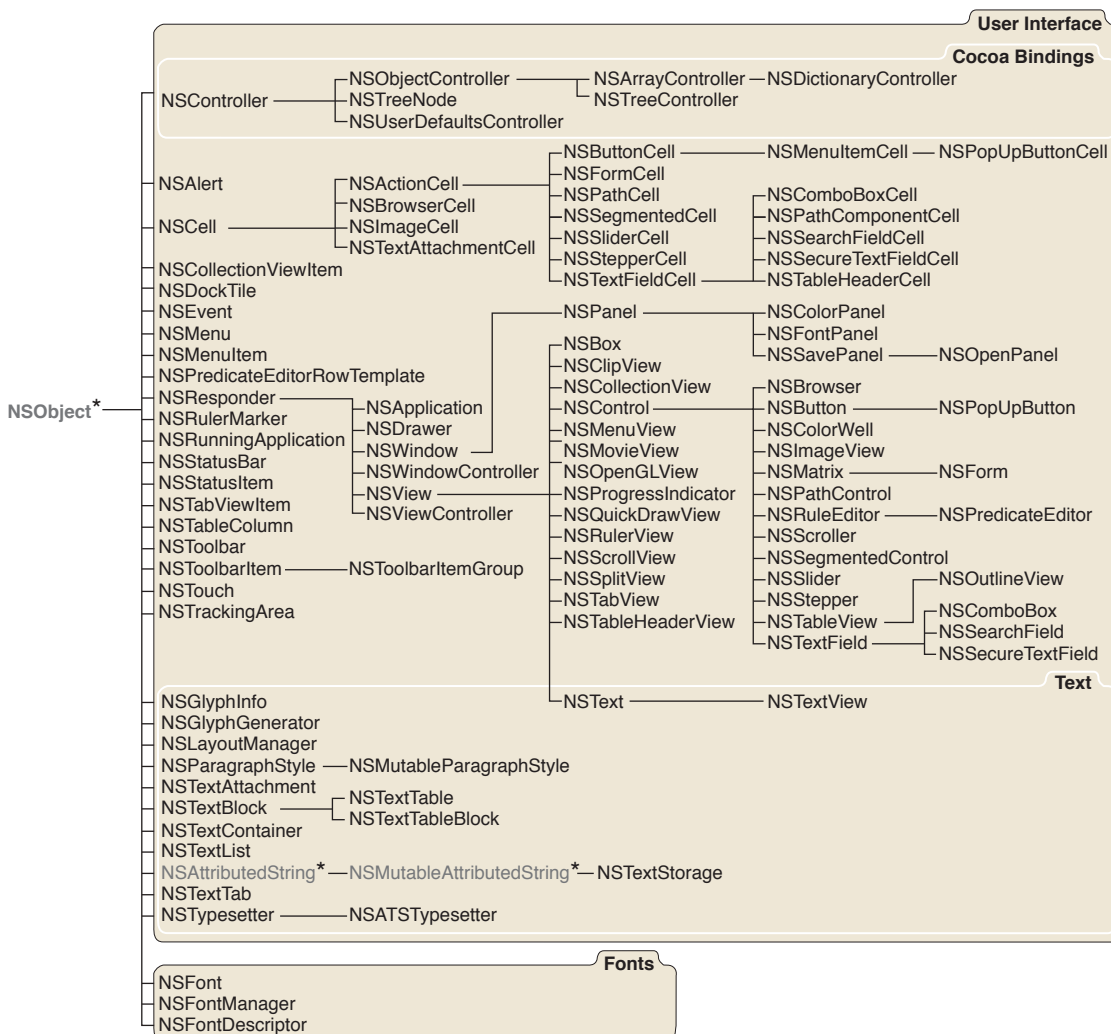 User Interface
Cocoa Bindings
NSObjectController NSArrayController NSDictionaryController
NSController NSTreeNode NSTreeController
NSUserDefaultsController
NSButtonCell NSMenuItemCell NSPopUpButtonCell
NSFormCell
NSAlert NSActionCell NSPathCell NSComboBoxCell
NSBrowserCell NSSegmentedCell NSPathComponentCell
NSCell NSImageCell NSSliderCell NSSearchFieldCell
NSTextAttachmentCell NSStepperCell NSSecureTextFieldCell
NSCollectionViewItem NSTextFieldCell NSTableHeaderCell
NSDockTile
NSEvent NSPanel NSColorPanel
NSMenu NSFontPanel
NSMenuItem NSBox NSSavePanel NSOpenPanel
NSPredicateEditorRowTemplate NSClipView
NSResponder NSCollectionView NSBrowser
NSObject* NSRulerMarker NSApplication NSControl NSButton NSPopUpButton
NSRunningApplication NSDrawer NSMenuView NSColorWell
NSStatusBar NSWindow NSMovieView NSImageView
NSStatusItem NSWindowController NSOpenGLView NSMatrix NSForm
NSTabViewItem NSView NSProgressIndicator NSPathControl
NSTableColumn NSViewController NSQuickDrawView NSRuleEditor NSPredicateEditor
NSToolbar NSRulerView NSScroller
NSToolbarItem NSToolbarItemGroup NSScrollView NSSegmentedControl
NSTouch NSSplitView NSSlider NSOutlineView
NSTrackingArea NSTabView NSStepper
NSTableHeaderView NSTableView NSComboBox
NSTextField NSSearchField
NSSecureTextField
Text
NSGlyphInfo NSText NSTextView
NSGlyphGenerator
NSLayoutManager
NSParagraphStyle NSMutableParagraphStyle
NSTextAttachment
NSTextBlock NSTextTable
NSTextTableBlock
NSTextContainer
NSTextList
NSAttributedString* NSMutableAttributedString* NSTextStorage
NSTextTab
NSTypesetter NSATSTypesetter
Fonts
NSFont
NSFontManager
NSFontDescriptor